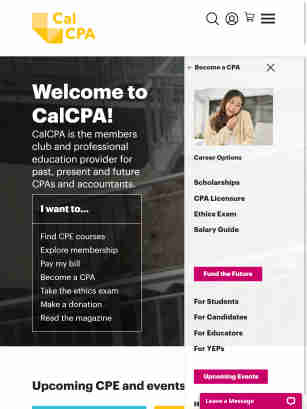 Cal
CPA
← Become a CPA
Welcome to
CalCPA!
CalCPA is the members
club and professional
education provider for
past, present and future
CPAs and accountants.
I want to...
Find CPE courses
Explore membership
Pay my bill
Become a CPA
Take the ethics exam
Make a donation
Read the magazine
Career Options
Scholarships
CPA Licensure
Ethics Exam
Salary Guide
Fund the Future
For Students
For Candidates
For Educators
For YEPs
Upcoming Events
Upcoming CPE and events
Leave a Message